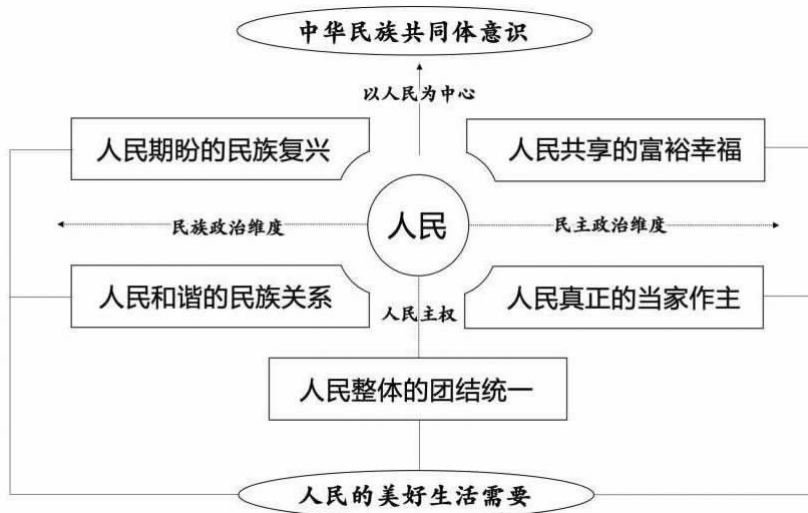 中华民族共同体意识
以人民为中心
人民期盼的民族复兴
人民共享的富裕幸福
民族政治维度
人民
民主政治维度
人民和谐的民族关系
人民主权
人民真正的当家作主
人民整体的团结统一
人民的美好生活需要